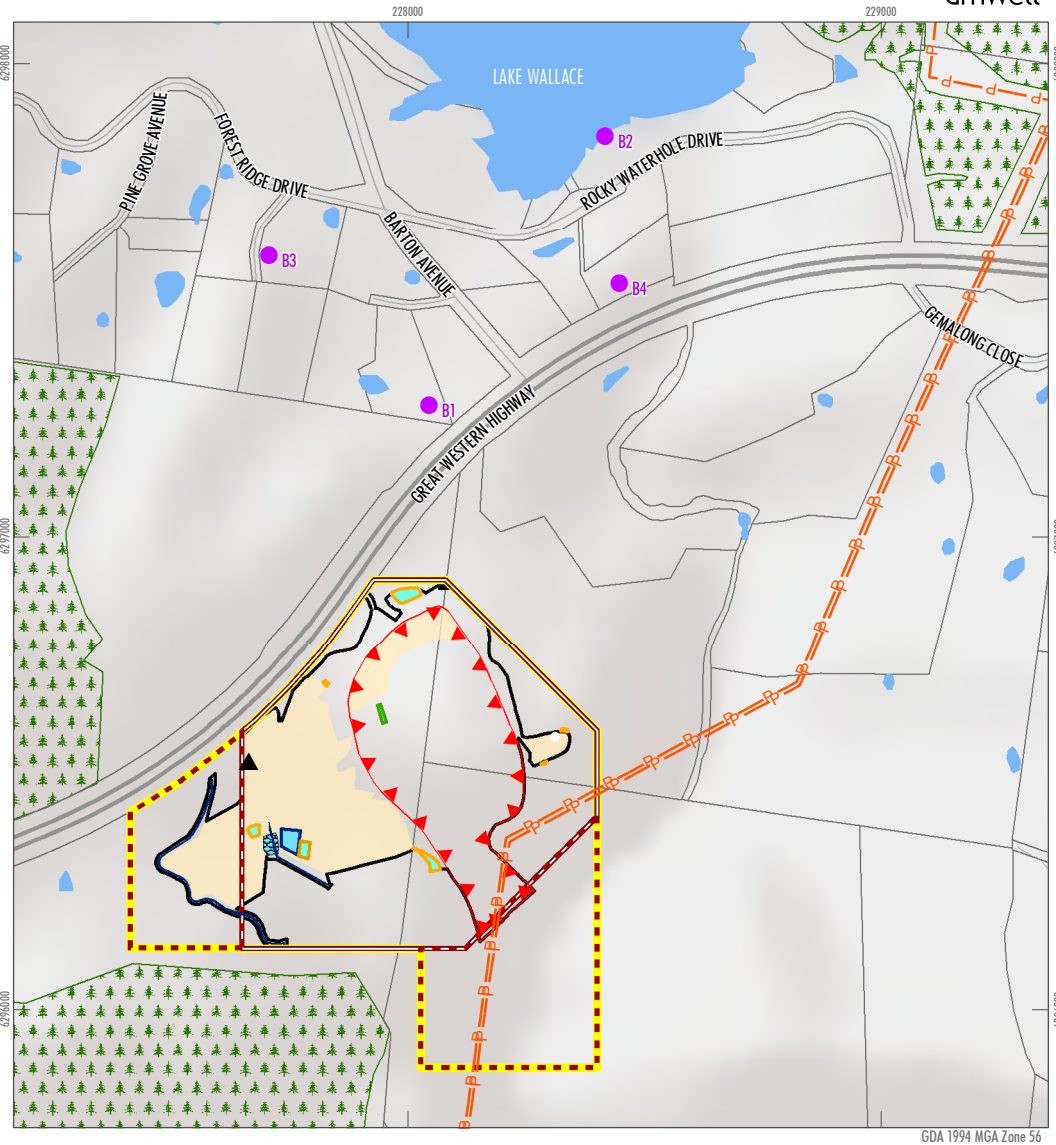 228000
229000
6298000
LAKE WALLACE
P
P
P
P
PINE GROVE AVENUE
FOREST RIDGE DRIVE
B2
ROCKY WATERHOLE DRIVE
BARTON AVENUE
B3
B4
GEMALONG CLOSE
B1
GREAT WESTERN HIGHWAY
6297000
6296000
GDA 1994 MGA Zone 56